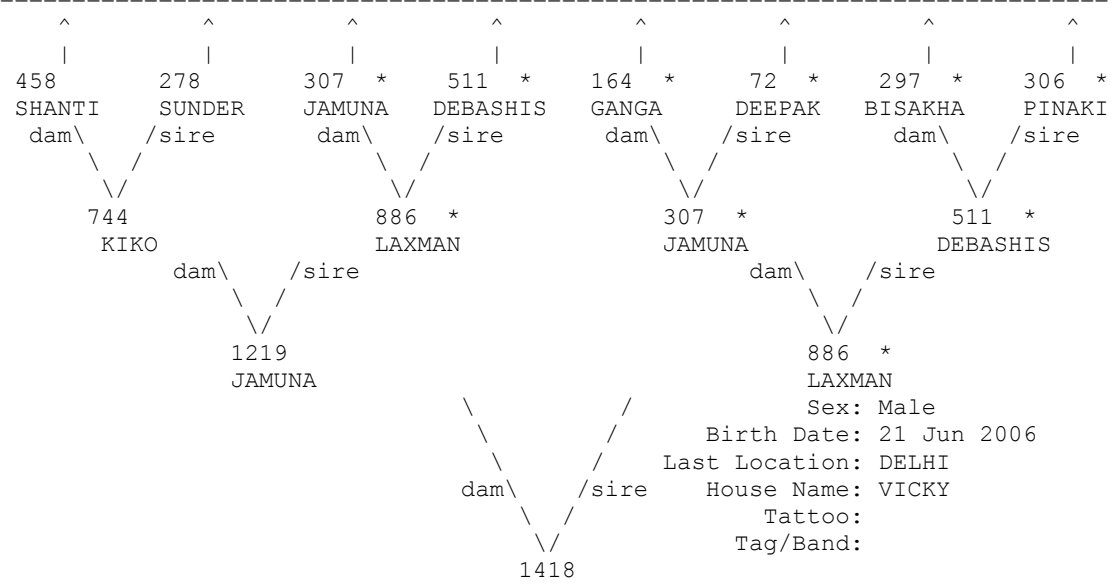 458 278 307 * 511 * 164 * 72 * 297 * 306 *
SHANTI SUNDER JAMUNA DEBASHIS GANGA DEEPAK BISAKHA PINAKI
dam\ /sire dam\ /sire dam\ /sire dam\ /sire
744 886 * 307 * 511 *
KIKO LAXMAN JAMUNA DEBASHIS
dam\ /sire dam\ /sire
1219 886 *
JAMUNA LAXMAN
Sex: Male
Birth Date: 21 Jun 2006
Last Location: DELHI
dam\ /sire House Name: VICKY
Tattoo:
Tag/Band:
1418